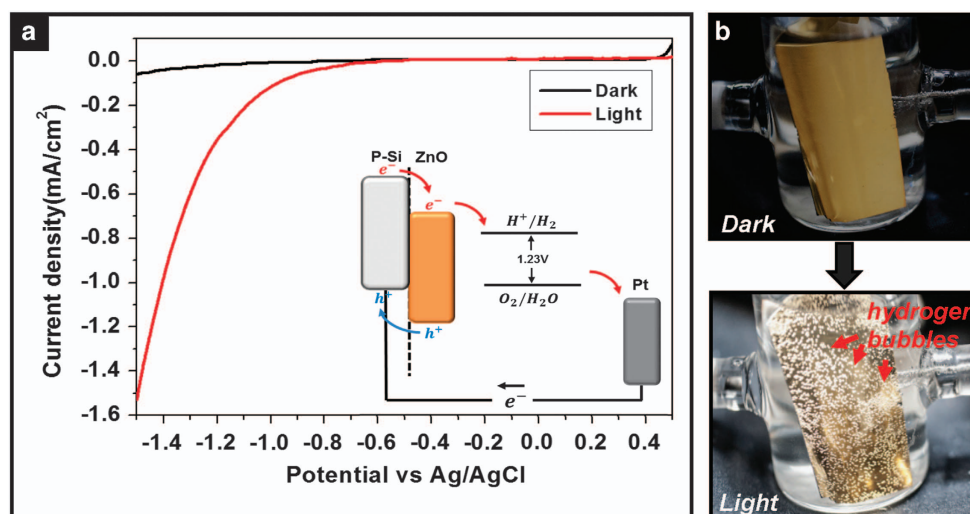 a
Current density(mA/cm²)
0.0
-0.2
-0.4
-0.6
-0.8
-1.0
-1.2
-1.4
-1.6
Dark
Light
P-Si
ZnO
e⁻
e⁻
H⁺/H₂
1.23V
O₂/H₂O
Pt
h⁺
h⁺
e⁻
-1.4
-1.2
-1.0
-0.8
-0.6
-0.4
-0.2
0.0
0.2
0.4
Potential vs Ag/AgCl
b
Dark
hydrogen
bubbles
Light